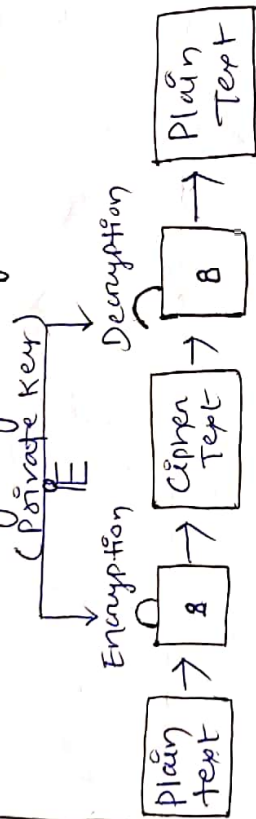 (Private Key)
Encryption
Decryption
Plain
text
Cipher
Text
Plain
Text